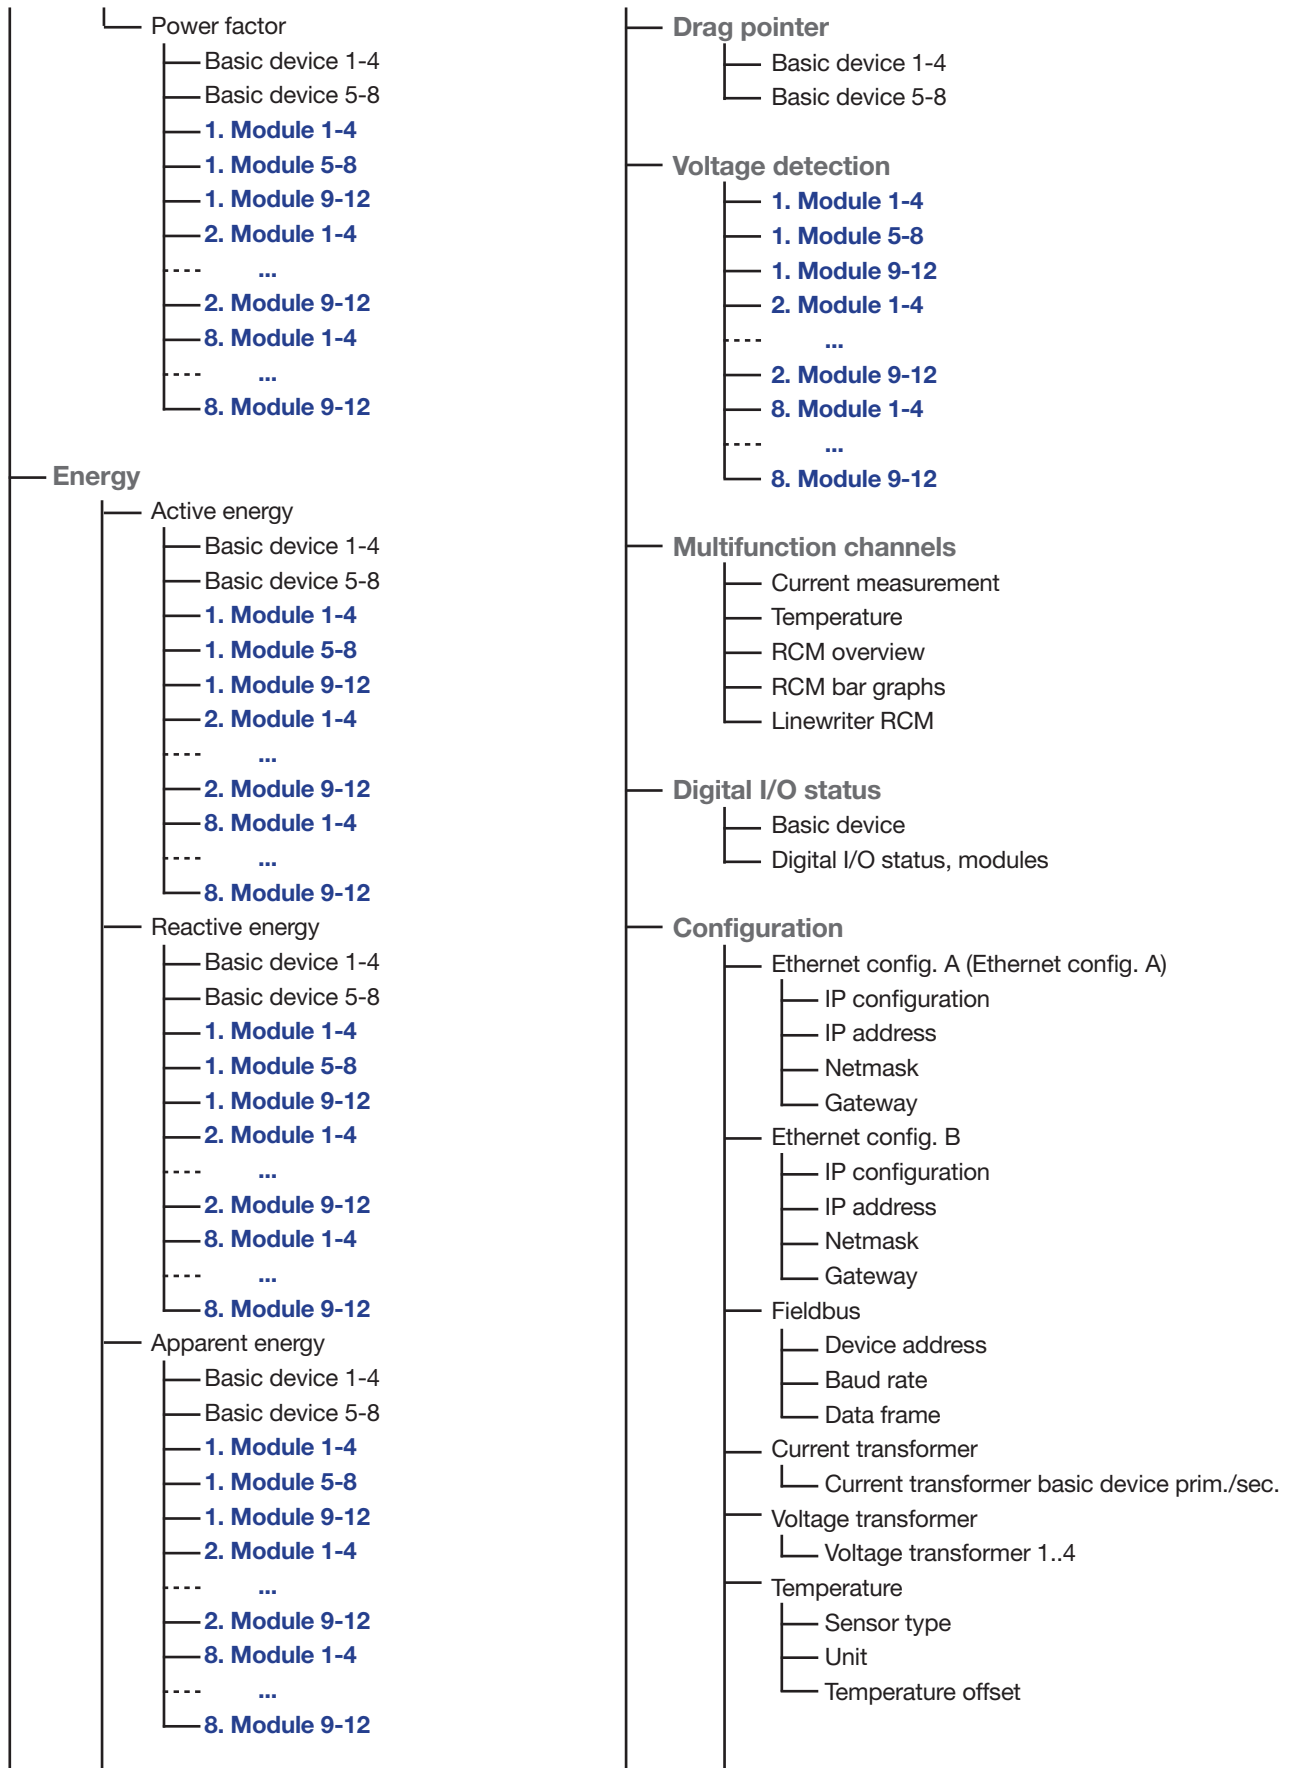 Power factor
Basic device 1-4
Basic device 5-8
1. Module 1-4
1. Module 5-8
1. Module 9-12
2. Module 1-4
...
2. Module 9-12
8. Module 1-4
...
8. Module 9-12
Energy
Active energy
Basic device 1-4
Basic device 5-8
1. Module 1-4
1. Module 5-8
1. Module 9-12
2. Module 1-4
...
2. Module 9-12
8. Module 1-4
...
8. Module 9-12
Reactive energy
Basic device 1-4
Basic device 5-8
1. Module 1-4
1. Module 5-8
1. Module 9-12
2. Module 1-4
...
2. Module 9-12
8. Module 1-4
...
8. Module 9-12
Apparent energy
Basic device 1-4
Basic device 5-8
1. Module 1-4
1. Module 5-8
1. Module 9-12
2. Module 1-4
...
2. Module 9-12
8. Module 1-4
...
8. Module 9-12
Drag pointer
Basic device 1-4
Basic device 5-8
Voltage detection
1. Module 1-4
1. Module 5-8
1. Module 9-12
2. Module 1-4
...
2. Module 9-12
8. Module 1-4
...
8. Module 9-12
Multifunction channels
Current measurement
Temperature
RCM overview
RCM bar graphs
Linewriter RCM
Digital I/O status
Basic device
Digital I/O status, modules
Configuration
Ethernet config. A (Ethernet config. A)
IP configuration
IP address
Netmask
Gateway
Ethernet config. B
IP configuration
IP address
Netmask
Gateway
Fieldbus
Device address
Baud rate
Data frame
Current transformer
Current transformer basic device prim./sec.
Voltage transformer
Voltage transformer 1..4
Temperature
Sensor type
Unit
Temperature offset